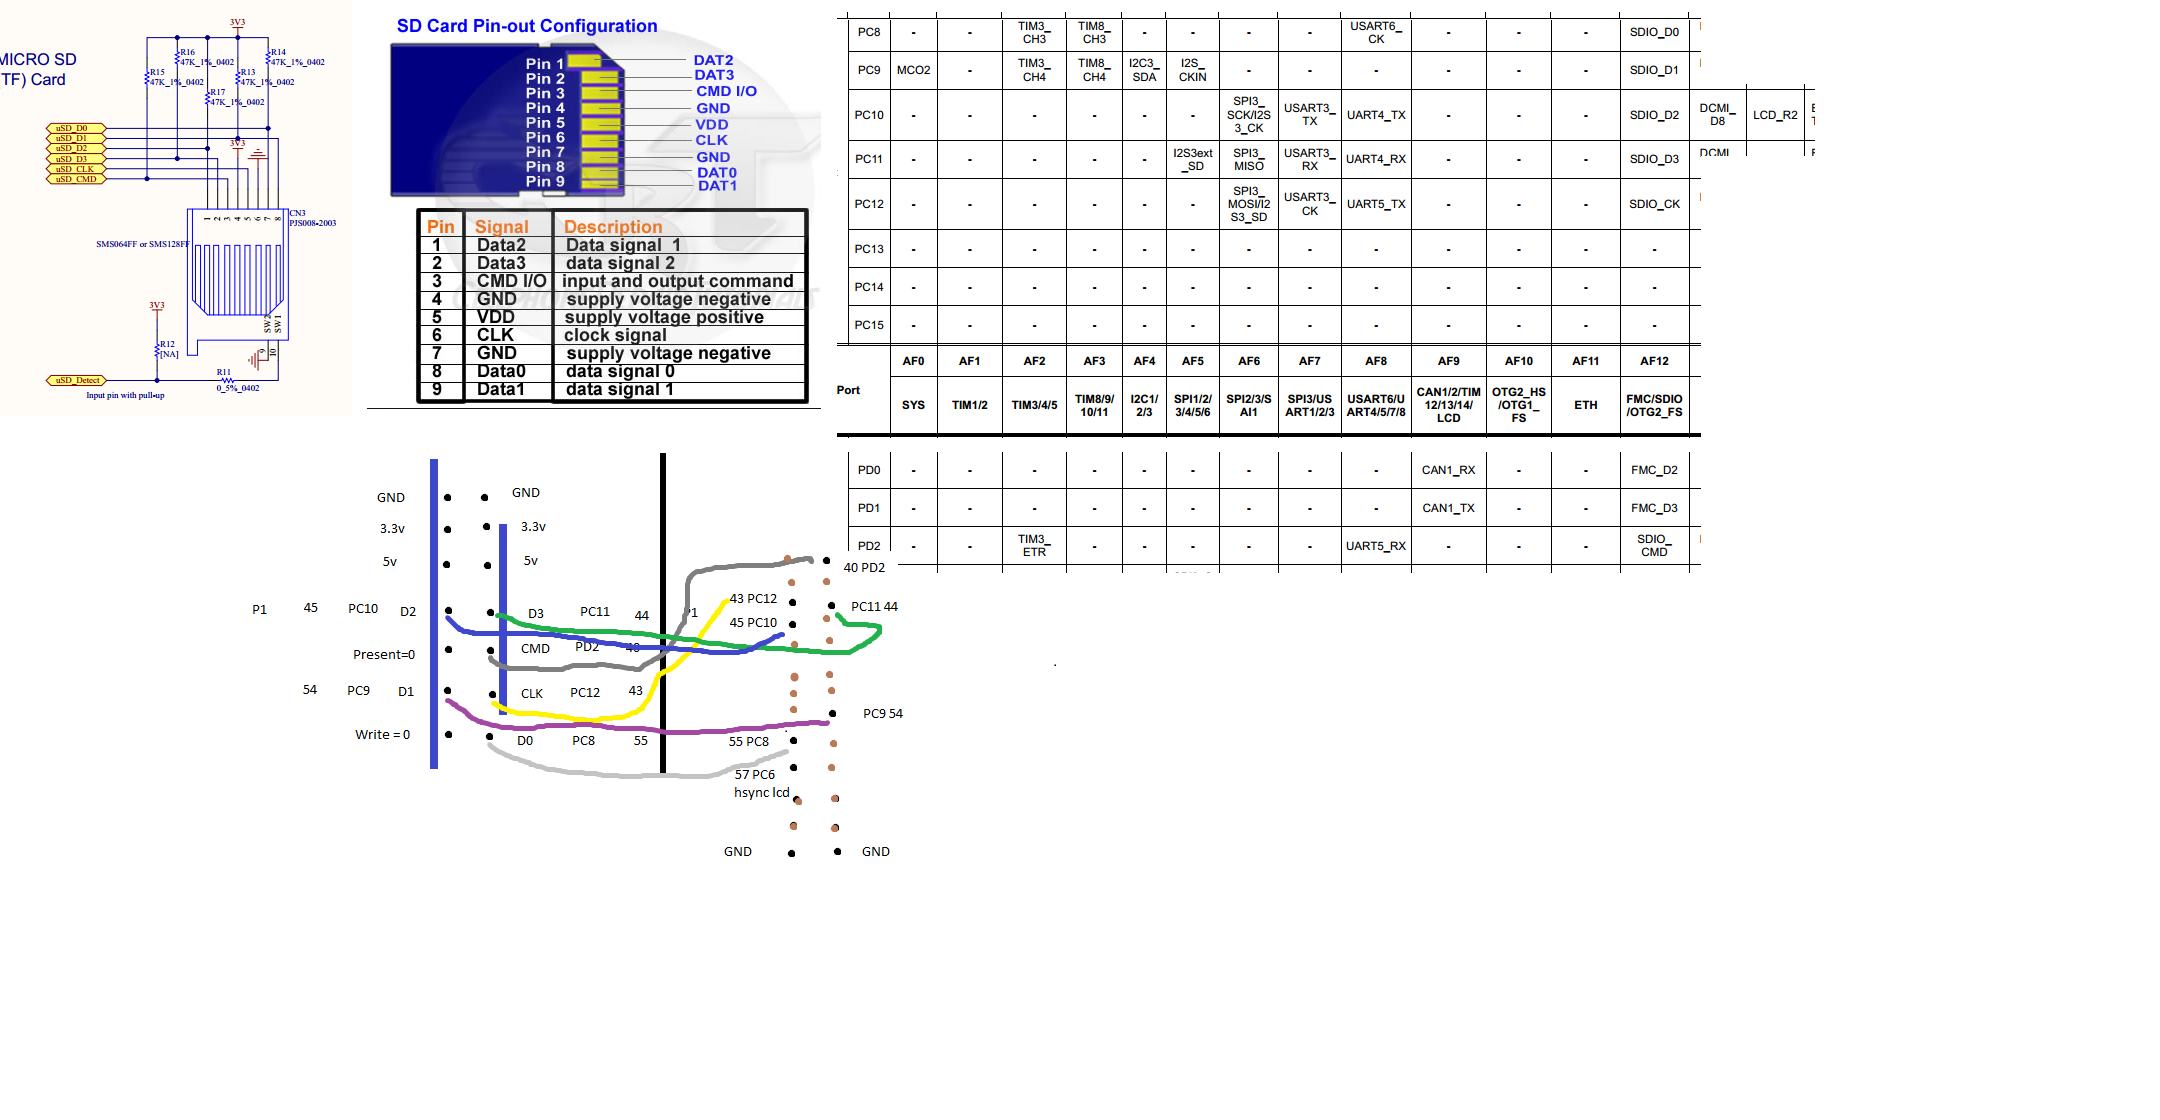 MICRO SD
TF) Card
3V3
R16
47K_1%_0402
R14
47K_1%_0402
R15
47K_1%_0402
R13
47K_1%_0402
R17
47K_1%_0402
uSD_D0
uSD_D1
uSD_D2
uSD_D3
uSD_CLK
uSD_CMD
3V3
1 2 3 4 5 6 7 8
CN3
PJS008-2003
SMS064FF or SMS128FF
SW2
SW1
9
10
3V3
R12
[NA]
R11
0_5%_0402
uSD_Detect
Input pin with pull-up
SD Card Pin-out Configuration
Pin 1 DAT2
Pin 2 DAT3
Pin 3 CMD I/O
Pin 4 GND
Pin 5 VDD
Pin 6 CLK
Pin 7 GND
Pin 8 DAT0
Pin 9 DAT1
Pin Signal Description
1 Data2 Data signal 1
2 Data3 data signal 2
3 CMD I/O input and output command
4 GND supply voltage negative
5 VDD supply voltage positive
6 CLK clock signal
7 GND supply voltage negative
8 Data0 data signal 0
9 Data1 data signal 1
PC8 - - TIM3_CH3 TIM8_CH3 - - - - USART6_CK - - - SDIO_D0
PC9 MCO2 - TIM3_CH4 TIM8_CH4 I2C3_SDA I2S_CKIN - - - - - - SDIO_D1
PC10 - - - - - - SPI3_SCK/I2S3_CK USART3_TX UART4_TX - - - SDIO_D2 DCMI_D8 LCD_R2
PC11 - - - - - I2S3ext_SD SPI3_MISO USART3_RX UART4_RX - - - SDIO_D3 DCMI_
PC12 - - - - - - SPI3_MOSI/I2S3_SD USART3_CK UART5_TX - - - SDIO_CK
PC13 - - - - - - - - - - - - -
PC14 - - - - - - - - - - - - -
PC15 - - - - - - - - - - - - -
Port
AF0 AF1 AF2 AF3 AF4 AF5 AF6 AF7 AF8 AF9 AF10 AF11 AF12
SYS TIM1/2 TIM3/4/5 TIM8/9/10/11 I2C1/2/3 SPI1/2/3/4/5/6 SPI2/3/SAI1 SPI3/USART1/2/3 USART6/UART4/5/7/8 CAN1/2/TIM12/13/14/LCD OTG2_HS/OTG1_FS ETH FMC/SDIO/OTG2_FS
PD0 - - - - - - - - - CAN1_RX - - FMC_D2
PD1 - - - - - - - - - CAN1_TX - - FMC_D3
PD2 - - TIM3_ETR - - - - - UART5_RX - - - SDIO_CMD
GND GND
3.3v 3.3v
5v 5v
40 PD2
P1 45 PC10 D2 D3 PC11 44 P1
43 PC12
PC11 44
45 PC10
Present=0 CMD PD2 40
54 PC9 D1 CLK PC12 43
PC9 54
Write = 0 D0 PC8 55 55 PC8
57 PC6
hsync lcd
GND GND